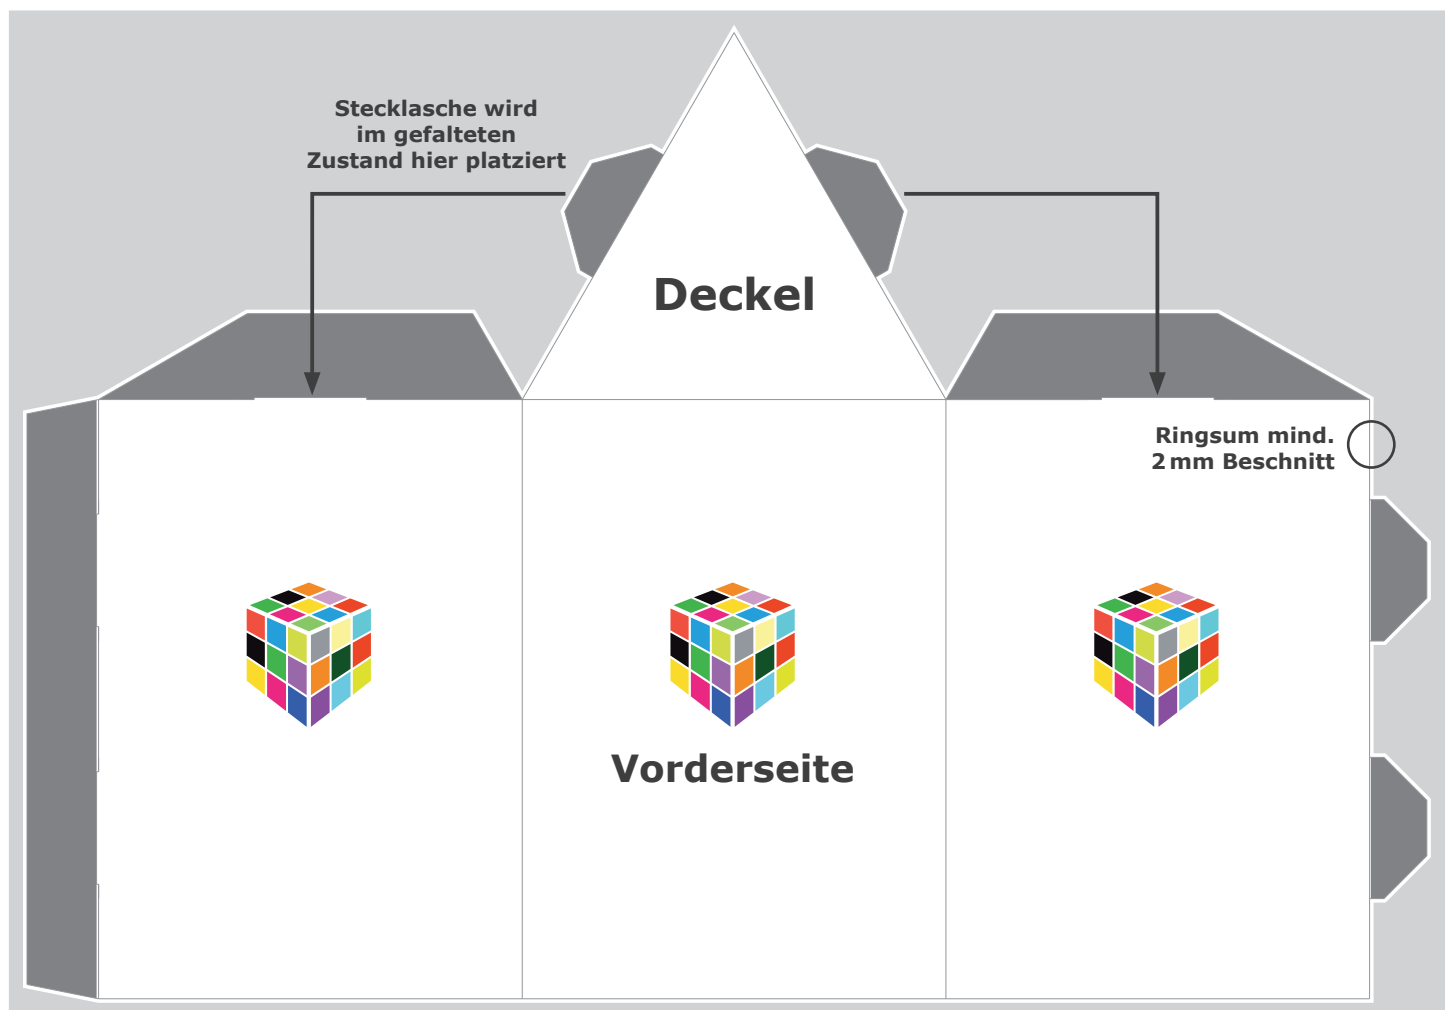 Stecklasche wird
im gefalteten
Zustand hier platziert
Deckel
Ringsum mind.
2 mm Beschnitt
Vorderseite